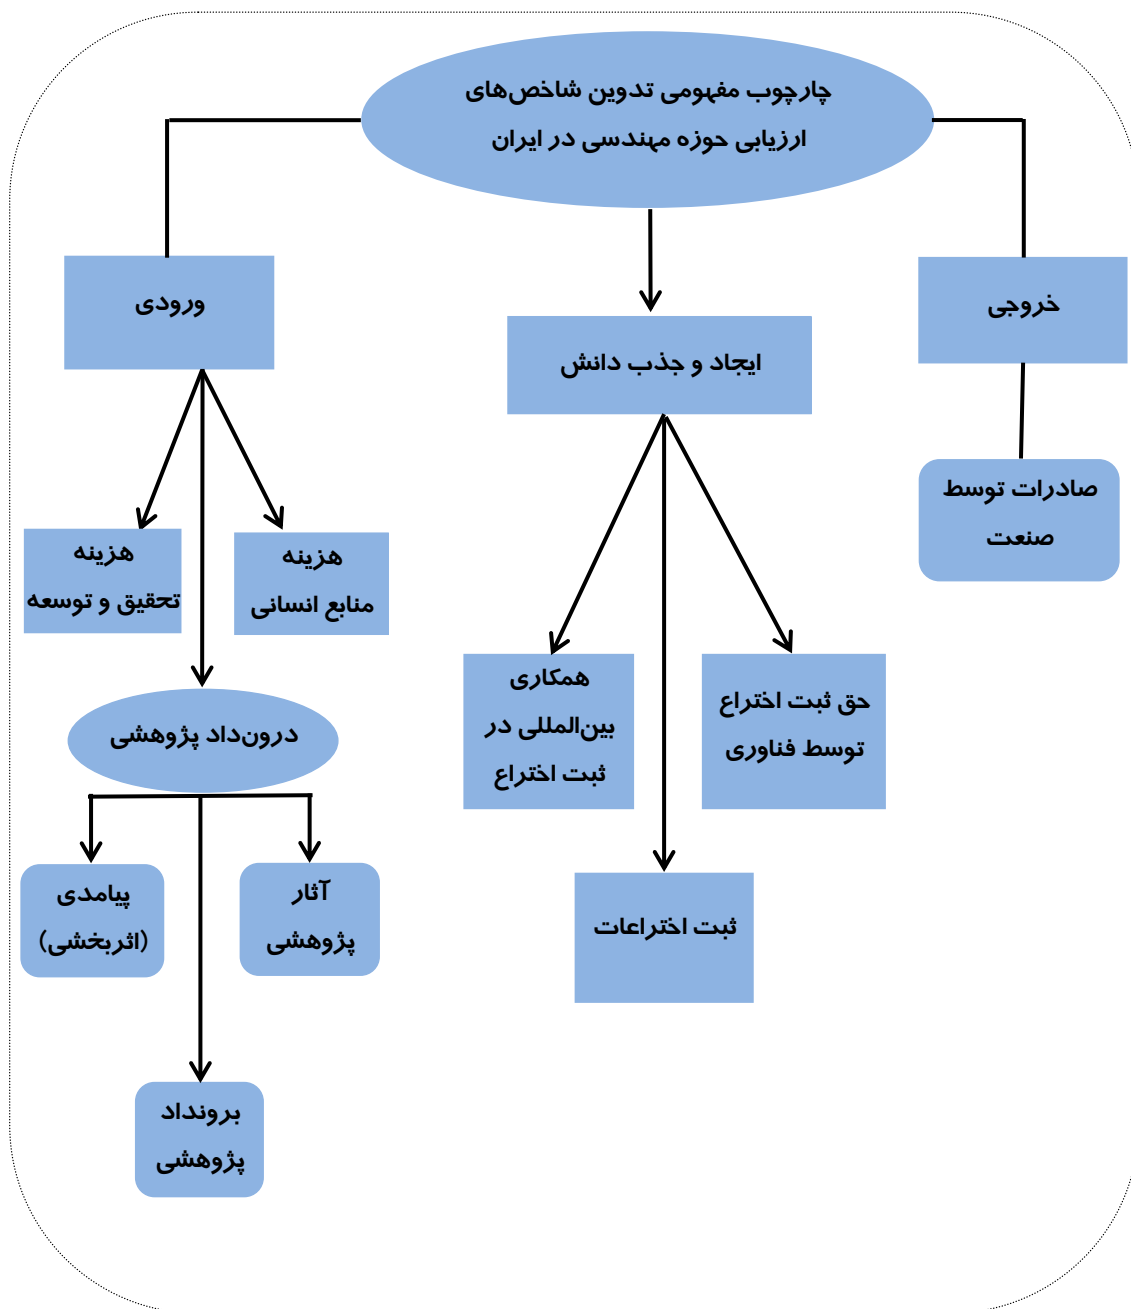 چارچوب مفهومی تدوین شاخص‌های
ارزیابی حوزه مهندسی در ایران
خروجی
ورودی
ایجاد و جذب دانش
صادرات توسط
صنعت
هزینه
منابع انسانی
هزینه
تحقیق و توسعه
حق ثبت اختراع
توسط فناوری
همکاری
بین‌المللی در
ثبت اختراع
درون‌داد پژوهشی
ثبت اختراعات
آثار
پژوهشی
پیامدی
(اثربخشی)
برونداد
پژوهشی